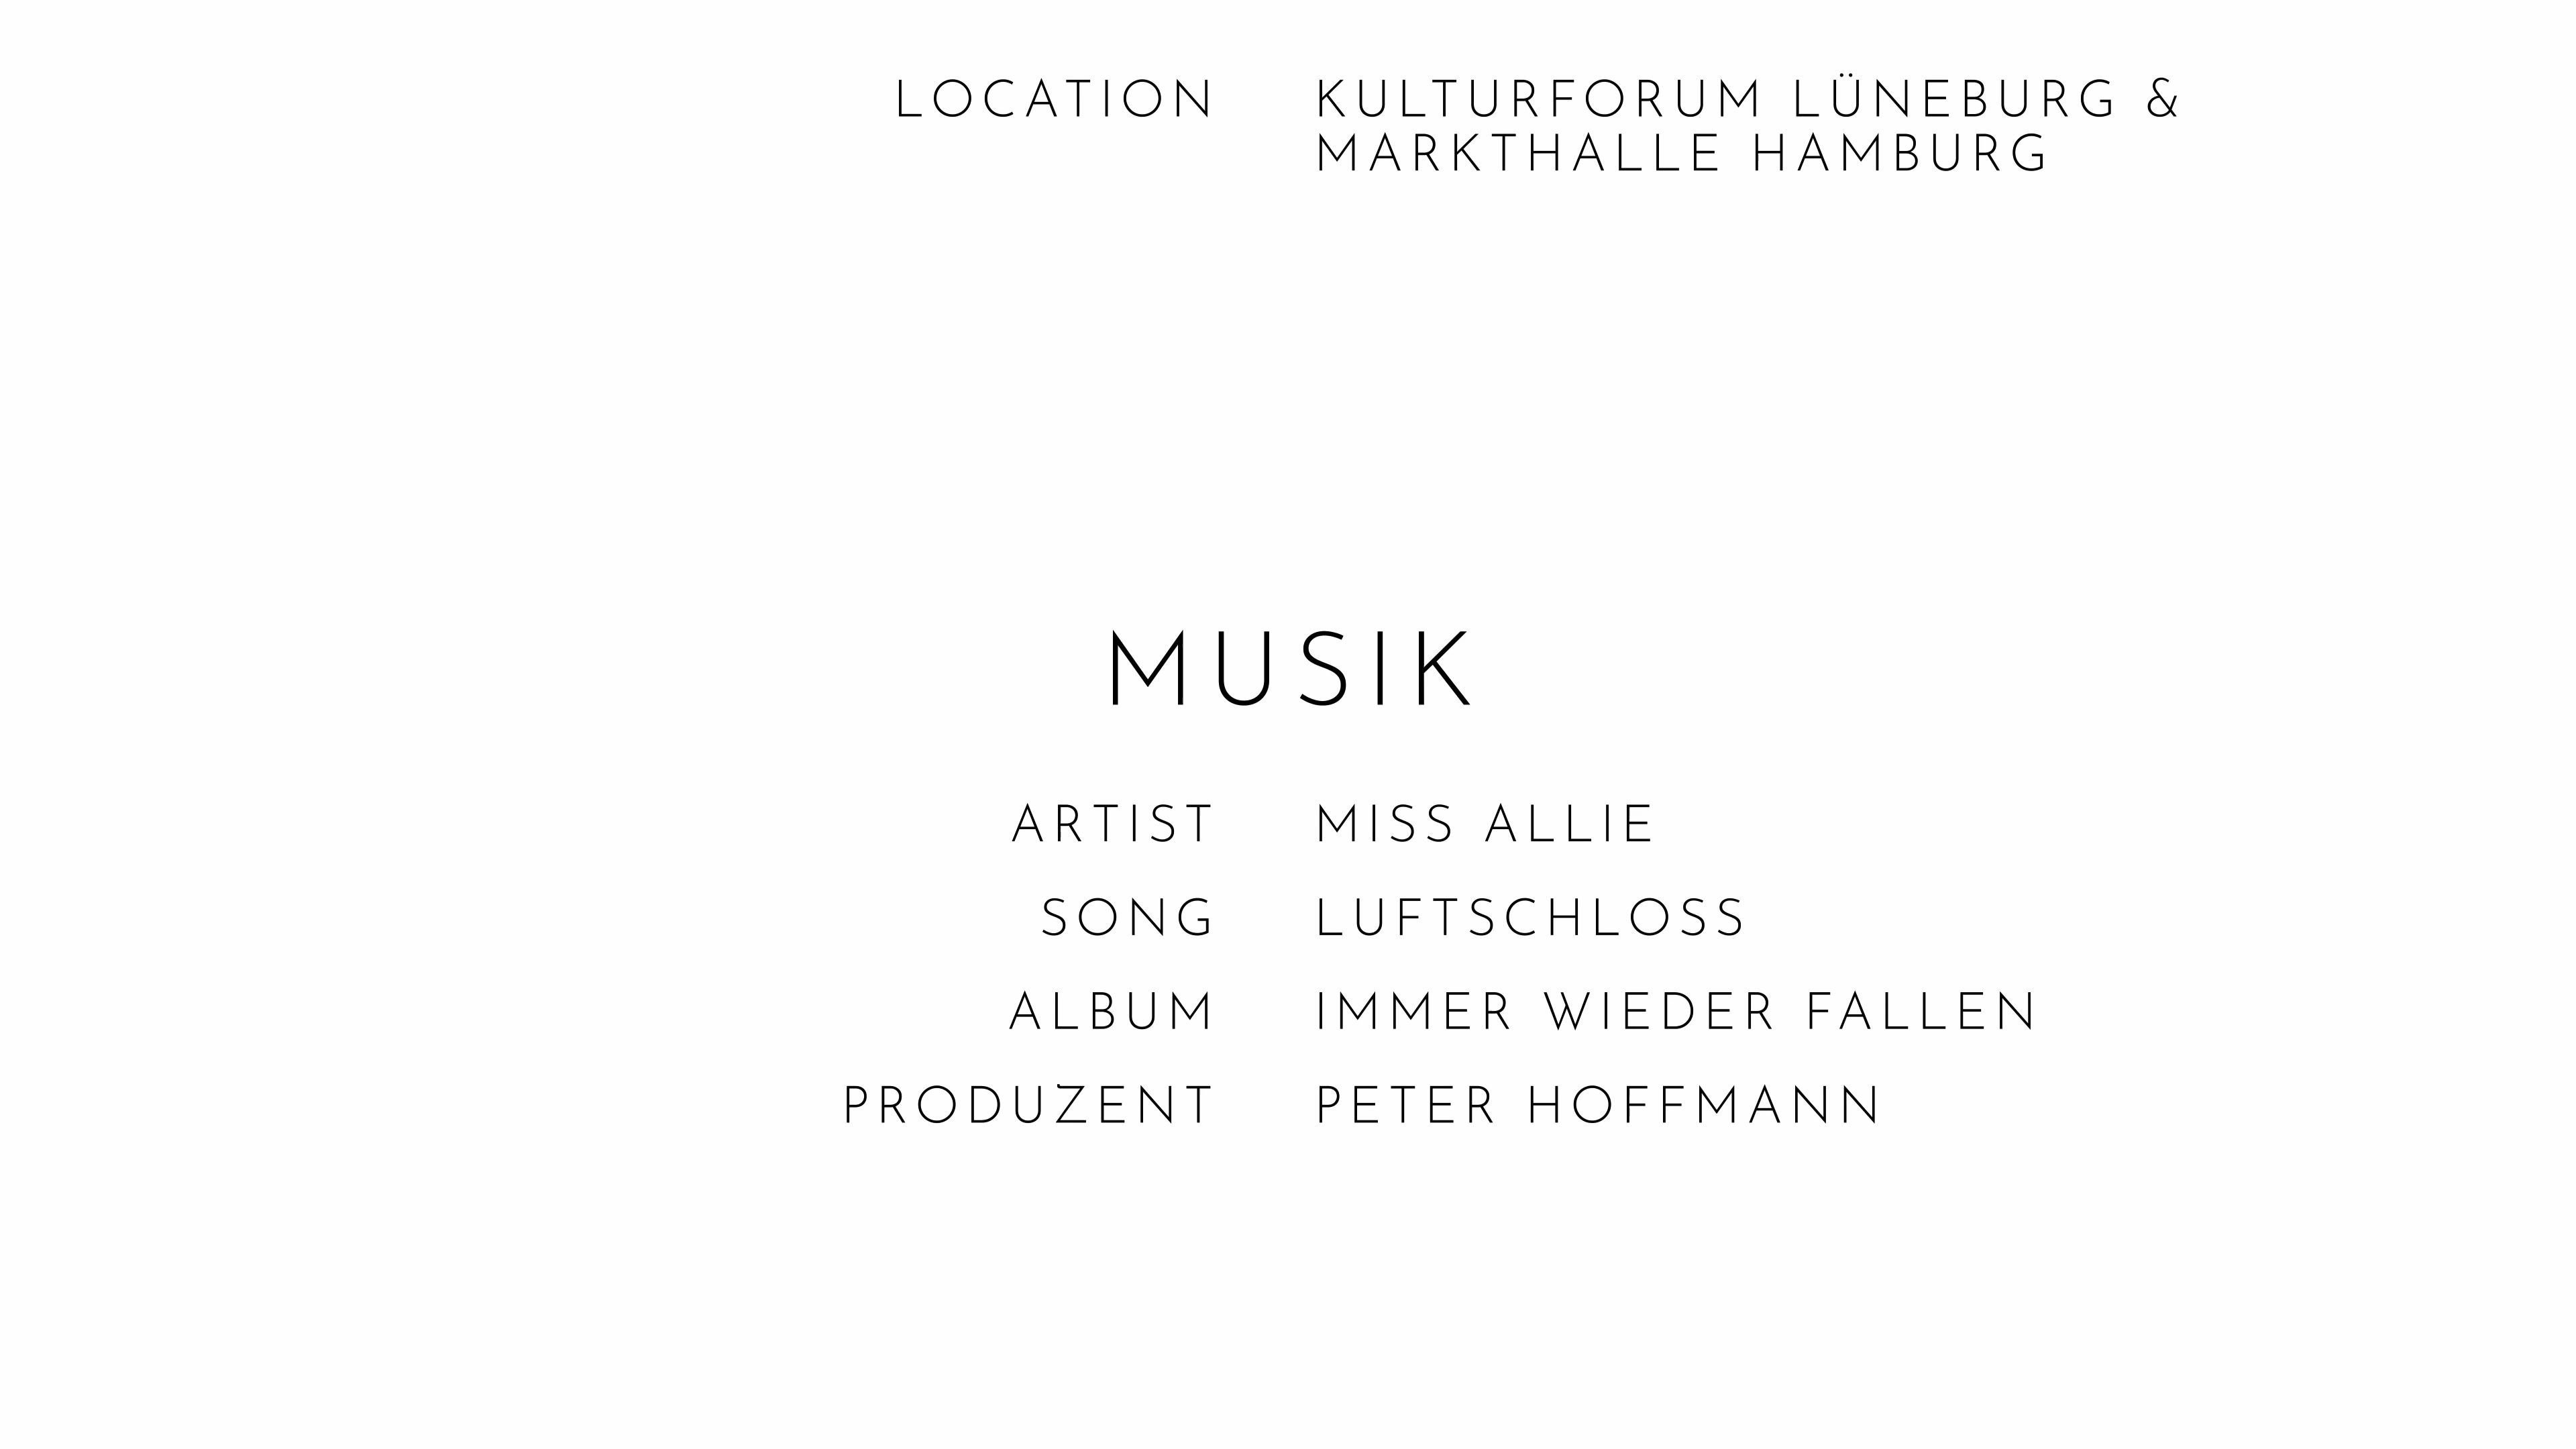 LOCATION KULTURFORUM LÜNEBURG &
MARKTHALLE HAMBURG
MUSIK
ARTIST MISS ALLIE
SONG LUFTSCHLOSS
ALBUM IMMER WIEDER FALLEN
PRODUZENT PETER HOFFMANN